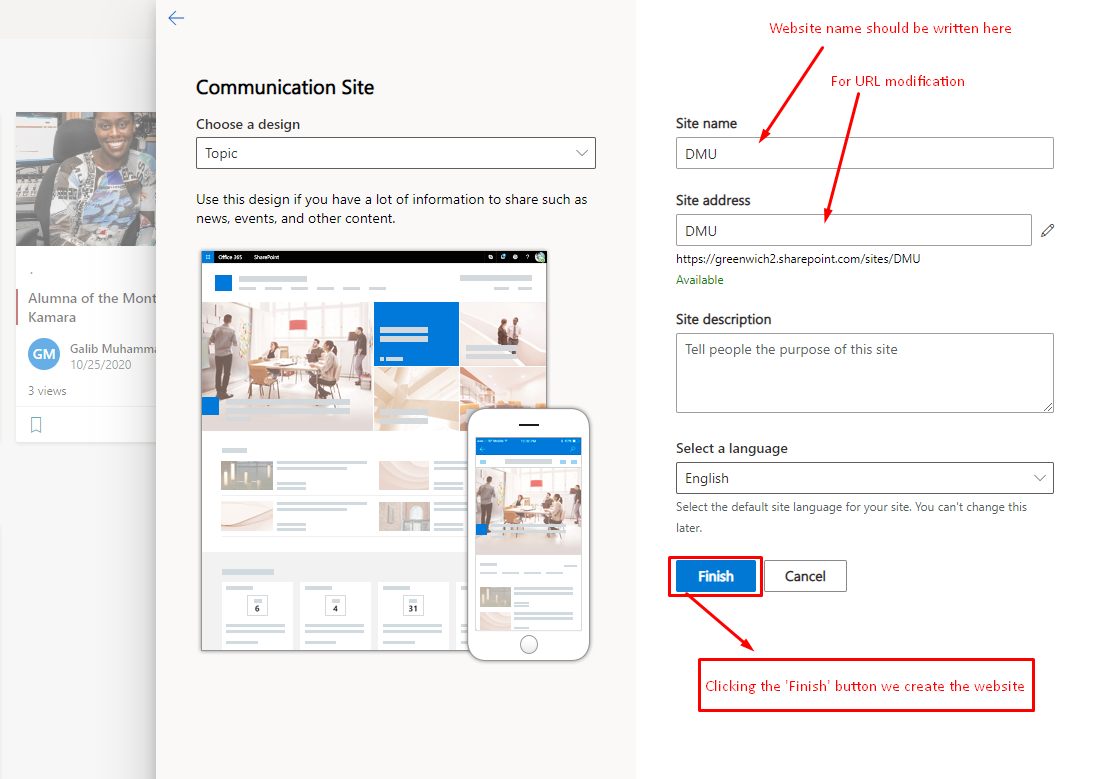 Website name should be written here
For URL modification
Communication Site
Choose a design
Topic
Use this design if you have a lot of information to share such as
news, events, and other content.
Office 365 SharePoint
6
4
31
.
Alumna of the Mont
Kamara
GM
Galib Muhamma
10/25/2020
3 views
Site name
DMU
Site address
DMU
https://greenwich2.sharepoint.com/sites/DMU
Available
Site description
Tell people the purpose of this site
Select a language
English
Select the default site language for your site. You can't change this
later.
Finish
Cancel
Clicking the 'Finish' button we create the website